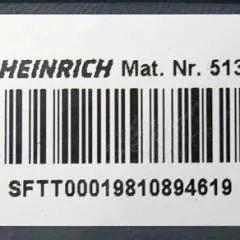 HEINRICH Mat. Nr. 513
SFTT00019810894619